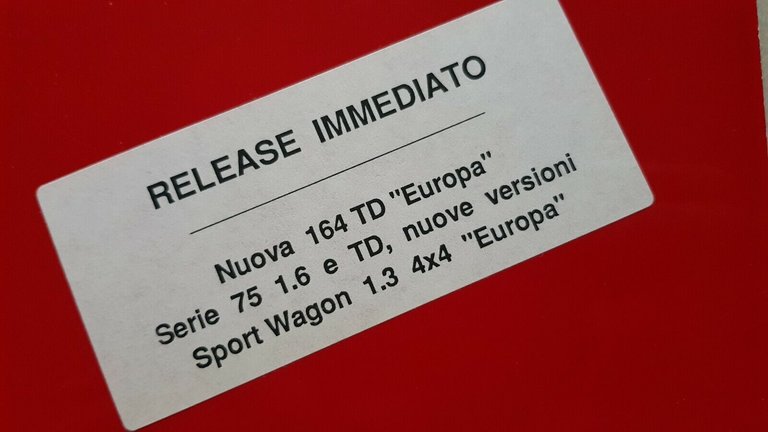 RELEASE IMMEDIATO
Nuova 164 TD "Europa"
Serie 75 1.6 e TD, nuove versioni
Sport Wagon 1.3 4x4 "Europa"